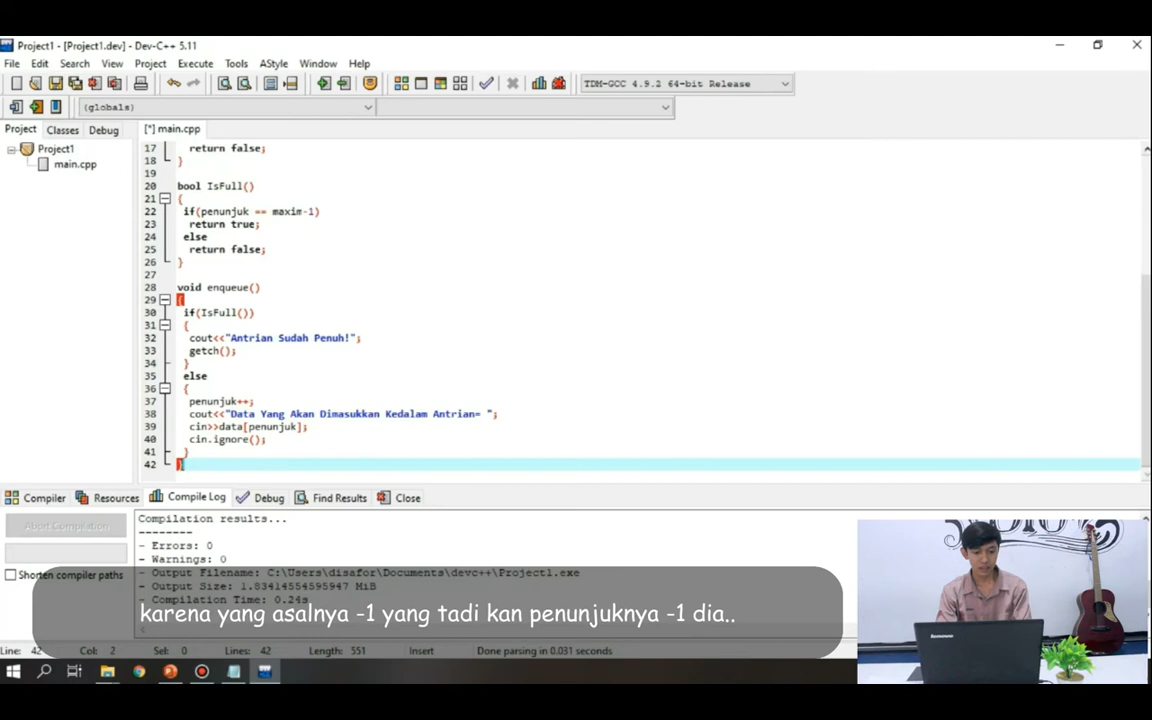 Project1 - [Project1.dev] - Dev-C++ 5.11
File Edit Search View Project Execute Tools AStyle Window Help
TDM-GCC 4.9.2 64-bit Release
(globals)
Project Classes Debug
[*] main.cpp
Project1
main.cpp
17 return false;
18 }
19
20 bool IsFull()
21 {
22 if(penunjuk == maxim-1)
23 return true;
24 else
25 return false;
26 }
27
28 void enqueue()
29 {
30 if(IsFull())
31 {
32 cout<<"Antrian Sudah Penuh!";
33 getch();
34 }
35 else
36 {
37 penunjuk++;
38 cout<<"Data Yang Akan Dimasukkan Kedalam Antrian= ";
39 cin>>data[penunjuk];
40 cin.ignore();
41 }
42 }
Compiler Resources Compile Log Debug Find Results Close
Abort Compilation
Shorten compiler paths
Compilation results...
--------
- Errors: 0
- Warnings: 0
- Output Filename: C:\Users\disafor\Documents\devc++\Project1.exe
- Output Size: 1.83414554595947 MiB
- Compilation Time: 0.24s
karena yang asalnya -1 yang tadi kan penunjuknya -1 dia..
Line: 42 Col: 2 Sel: 0 Lines: 42 Length: 551 Insert Done parsing in 0.031 seconds
lenovo